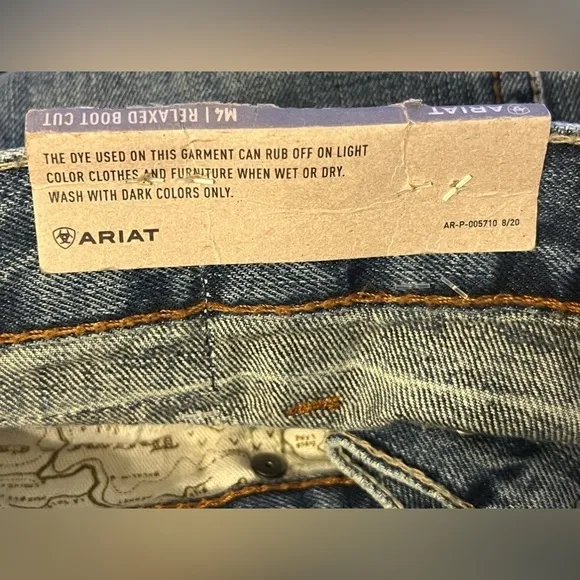 M4 | RELAXED BOOT CUT
ARIAT
THE DYE USED ON THIS GARMENT CAN RUB OFF ON LIGHT
COLOR CLOTHES AND FURNITURE WHEN WET OR DRY.
WASH WITH DARK COLORS ONLY.
ARIAT
AR-P-005710 8/20